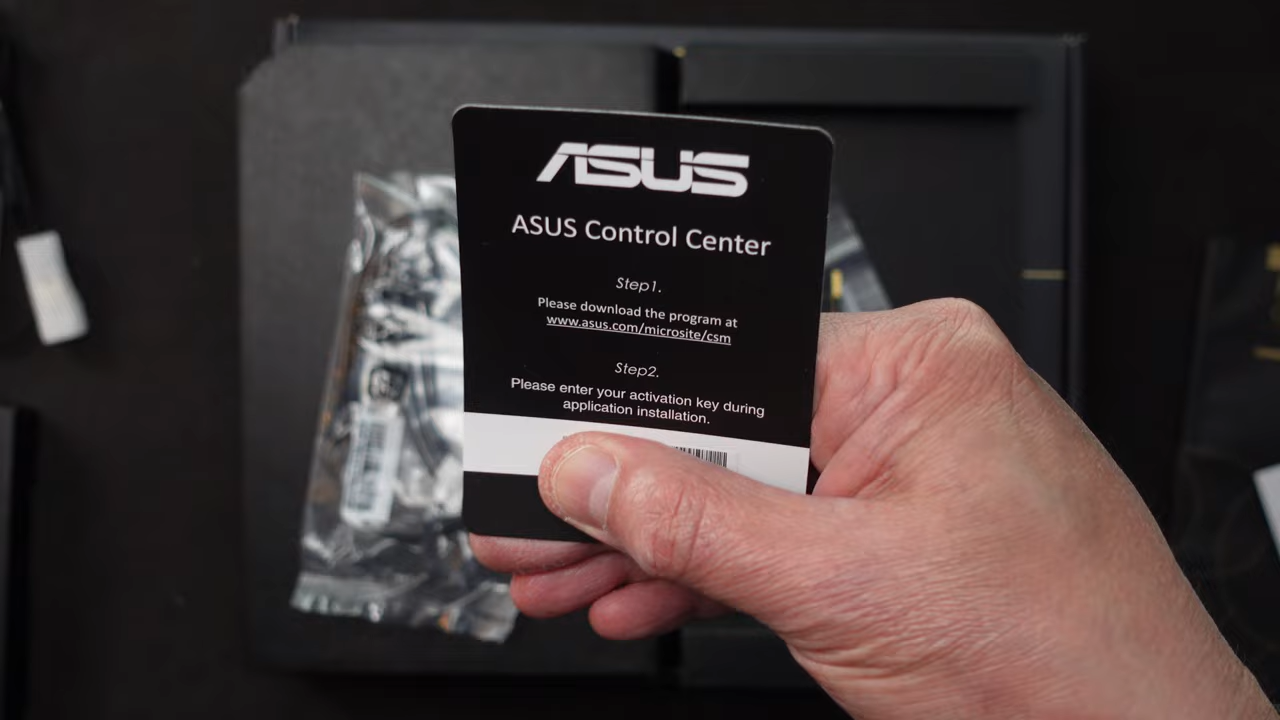 ASUS
ASUS Control Center
Step1.
Please download the program at
www.asus.com/microsite/csm
Step2.
Please enter your activation key during
application installation.